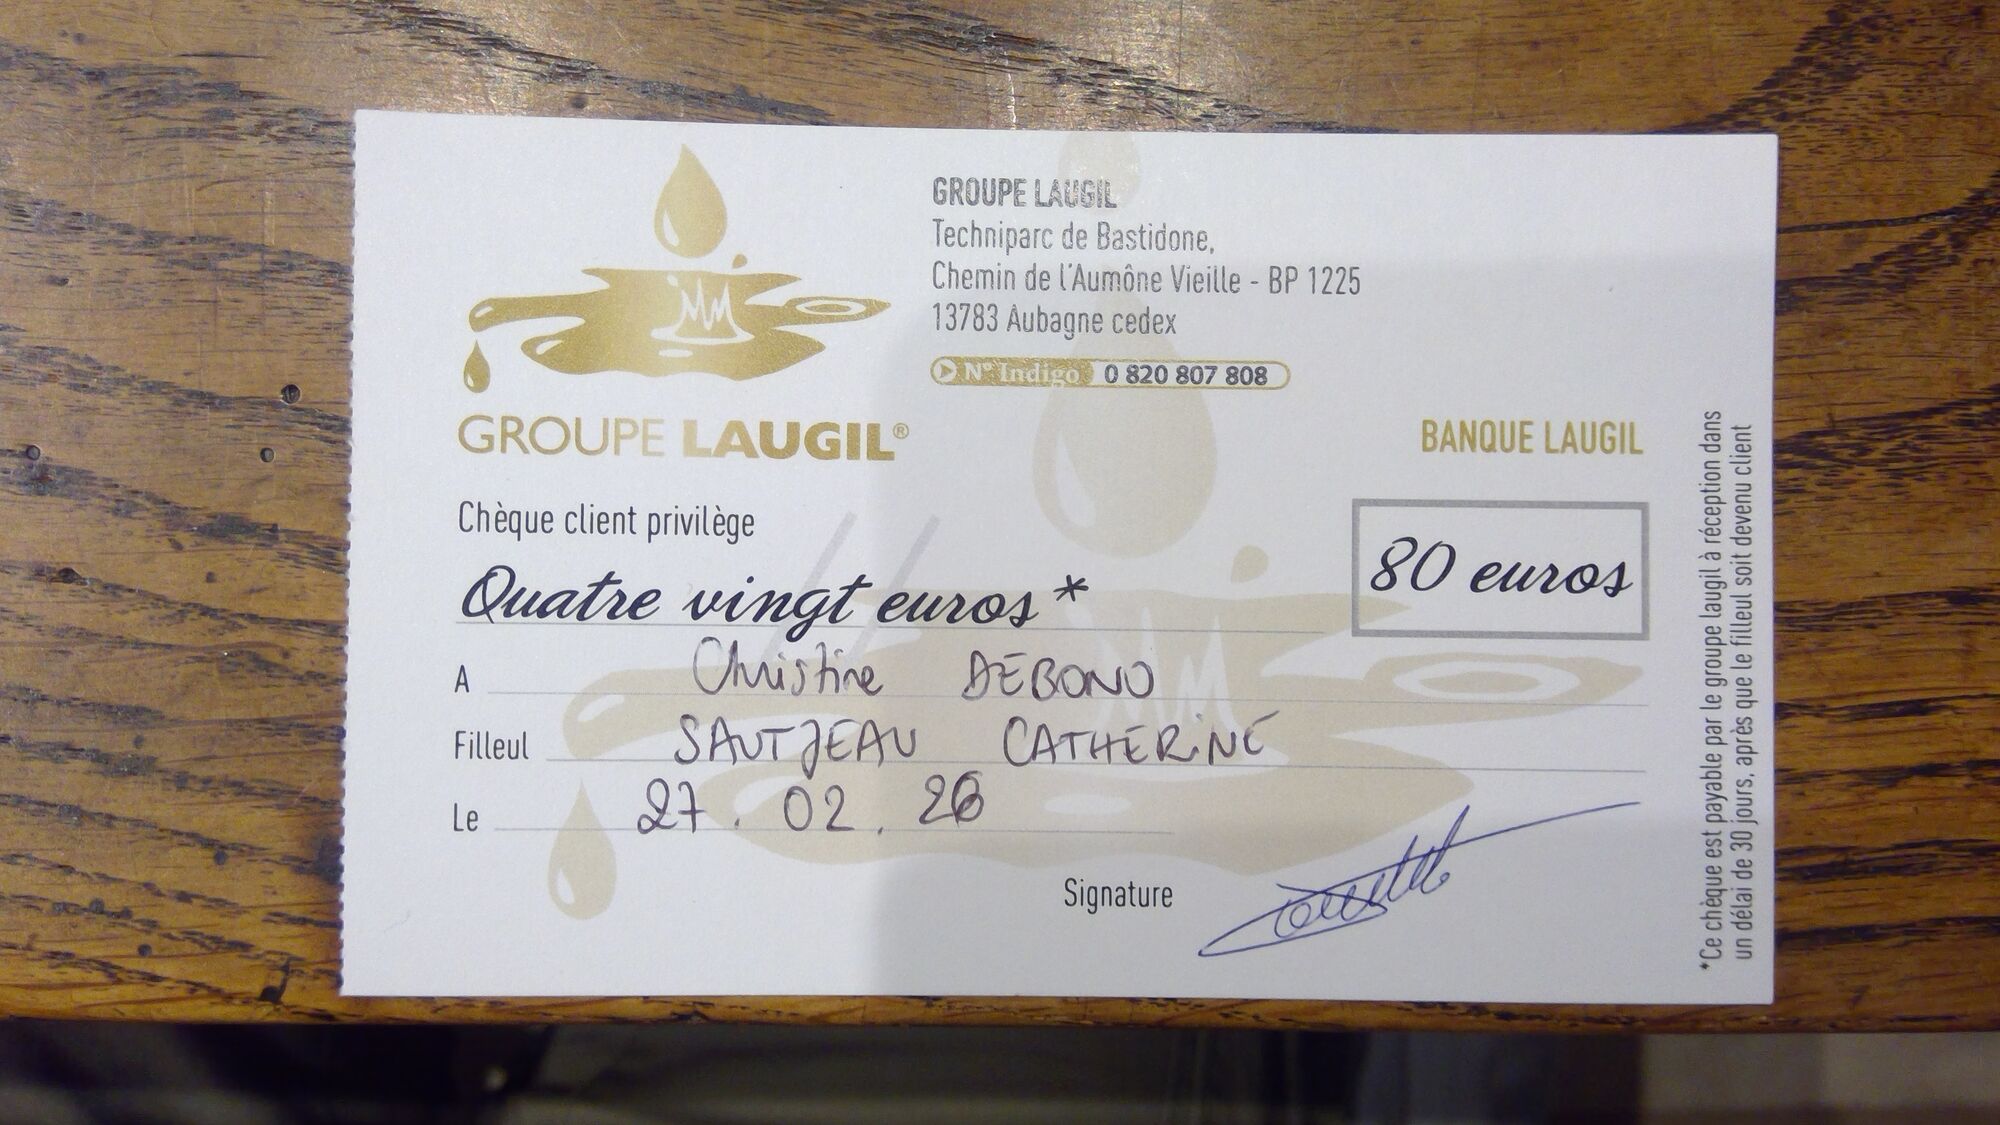 GROUPE LAUGIL
Techniparc de Bastidone,
Chemin de l'Aumône Vieille - BP 1225
13783 Aubagne cedex
N° Indigo 0 820 807 808
GROUPE LAUGIL®
BANQUE LAUGIL
Chèque client privilège
Quatre vingt euros*
80 euros
A Christine DEBONO
Filleul SAUTJEAU CATHERINE
Le 27.02.26
Signature
*Ce chèque est payable par le groupe laugil à réception dans
un délai de 30 jours, après que le filleul soit devenu client